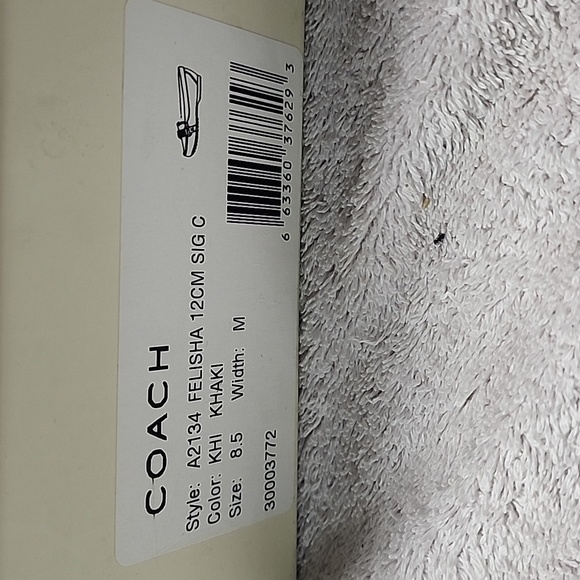 COACH
Style: A2134 FELISHA 12CM SIG C
Color: KHI KHAKI
Size: 8.5 Width: M
30003772
6 63360 37629 3